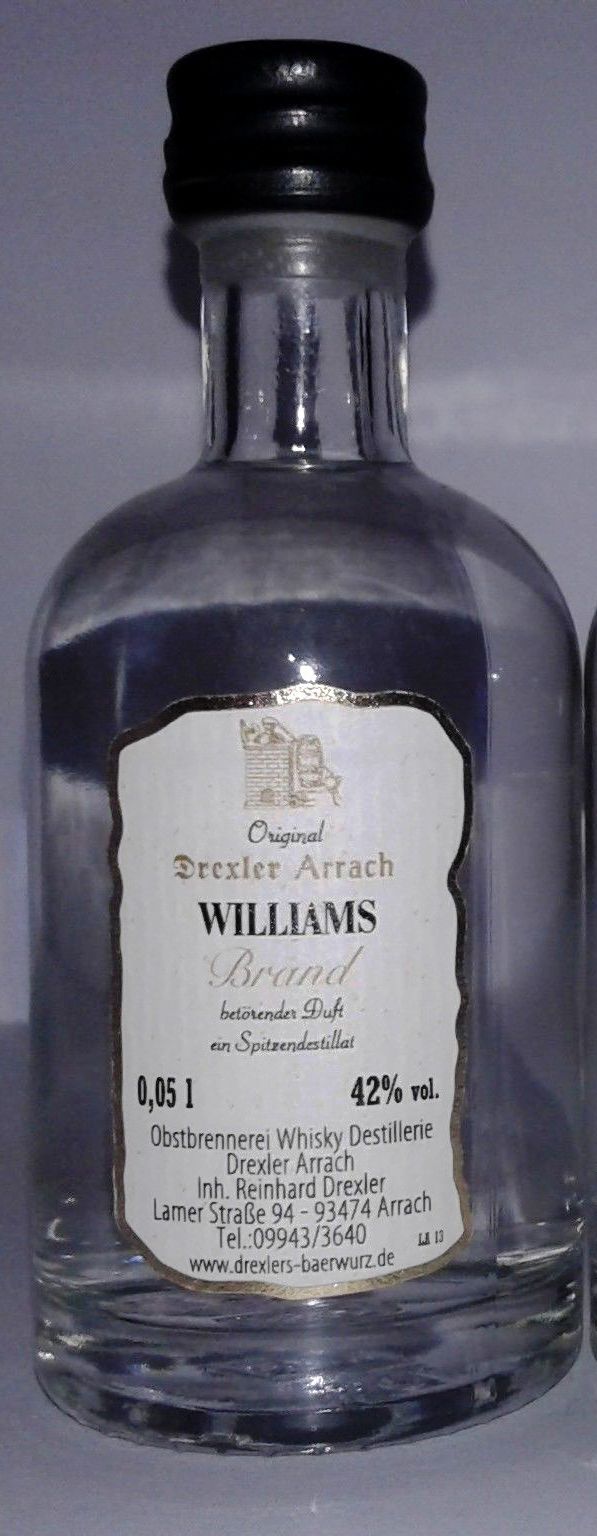 Original
Drexler Arrach
WILLIAMS
Brand
betörender Duft
ein Spitzendestillat
0,05 l 42% vol.
Obstbrennerei Whisky Destillerie
Drexler Arrach
Inh. Reinhard Drexler
Lamer Straße 94 - 93474 Arrach
Tel.:09943/3640
www.drexlers-baerwurz.de